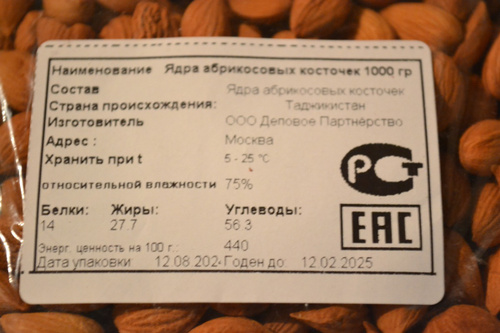 Наименование Ядра абрикосовых косточек 1000 гр
Состав Ядра абрикосовых косточек
Страна происхождения: Таджикистан
Изготовитель ООО Деповое Партнёрство
Адрес : Москва
Хранить при t 5 - 25 °C
относительной влажности 75%
РСТ
Белки: Жиры: Углеводы:
14 27.7 56.3
ЕАС
Энерг. ценность на 100 г.: 440
Дата упаковки 12.08.2024 Годен до: 12.02.2025